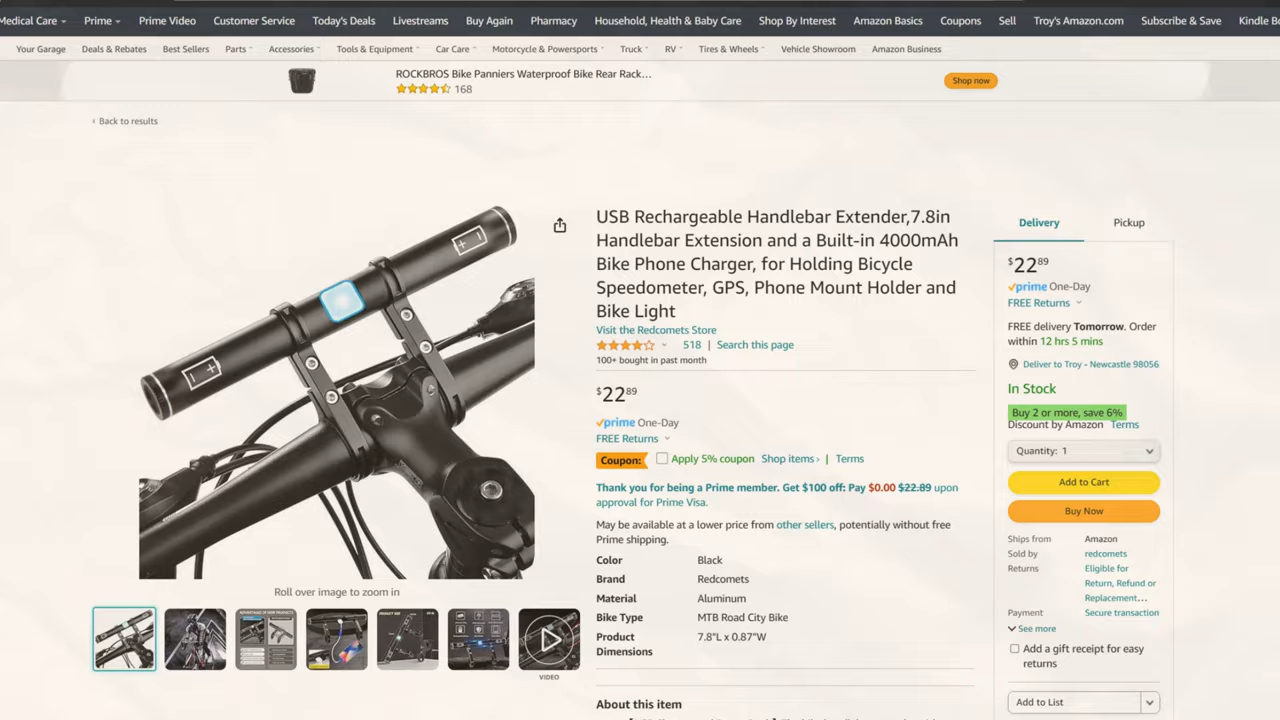 Medical Care
Prime
Prime Video
Customer Service
Today's Deals
Livestreams
Buy Again
Pharmacy
Household, Health & Baby Care
Shop By Interest
Amazon Basics
Coupons
Sell
Troy's Amazon.com
Subscribe & Save
Kindle
Your Garage
Deals & Rebates
Best Sellers
Parts
Accessories
Tools & Equipment
Car Care
Motorcycle & Powersports
Truck
RV
Tires & Wheels
Vehicle Showroom
Amazon Business
ROCKBROS Bike Panniers Waterproof Bike Rear Rack…
168
Shop now
‹ Back to results
USB Rechargeable Handlebar Extender,7.8in
Handlebar Extension and a Built-in 4000mAh
Bike Phone Charger, for Holding Bicycle
Speedometer, GPS, Phone Mount Holder and
Bike Light
Visit the Redcomets Store
518 | Search this page
100+ bought in past month
$22 89
prime One-Day
FREE Returns
Coupon: Apply 5% coupon Shop items › | Terms
Thank you for being a Prime member. Get $100 off: Pay $0.00 $22.89 upon
approval for Prime Visa.
May be available at a lower price from other sellers, potentially without free
Prime shipping.
Color Black
Brand Redcomets
Material Aluminum
Bike Type MTB Road City Bike
Product 7.8"L x 0.87"W
Dimensions
About this item
Roll over image to zoom in
VIDEO
Delivery
Pickup
$22 89
prime One-Day
FREE Returns
FREE delivery Tomorrow. Order
within 12 hrs 5 mins
Deliver to Troy - Newcastle 98056
In Stock
Buy 2 or more, save 6%
Discount by Amazon Terms
Quantity: 1
Add to Cart
Buy Now
Ships from Amazon
Sold by redcomets
Returns Eligible for
Return, Refund or
Replacement…
Payment Secure transaction
See more
Add a gift receipt for easy
returns
Add to List